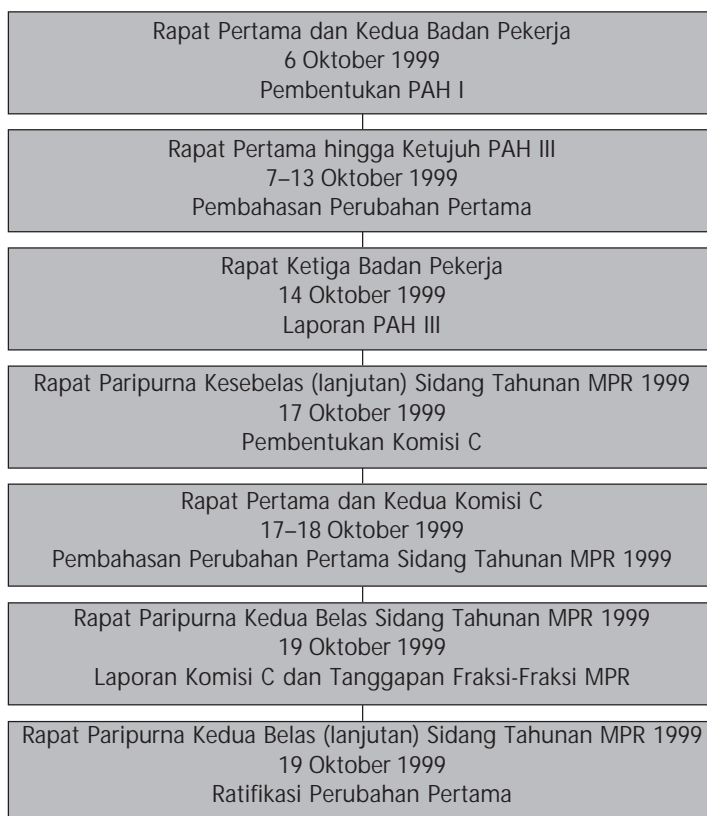 Rapat Pertama dan Kedua Badan Pekerja
6 Oktober 1999
Pembentukan PAH I
Rapat Pertama hingga Ketujuh PAH III
7–13 Oktober 1999
Pembahasan Perubahan Pertama
Rapat Ketiga Badan Pekerja
14 Oktober 1999
Laporan PAH III
Rapat Paripurna Kesebelas (lanjutan) Sidang Tahunan MPR 1999
17 Oktober 1999
Pembentukan Komisi C
Rapat Pertama dan Kedua Komisi C
17–18 Oktober 1999
Pembahasan Perubahan Pertama Sidang Tahunan MPR 1999
Rapat Paripurna Kedua Belas Sidang Tahunan MPR 1999
19 Oktober 1999
Laporan Komisi C dan Tanggapan Fraksi-Fraksi MPR
Rapat Paripurna Kedua Belas (lanjutan) Sidang Tahunan MPR 1999
19 Oktober 1999
Ratifikasi Perubahan Pertama